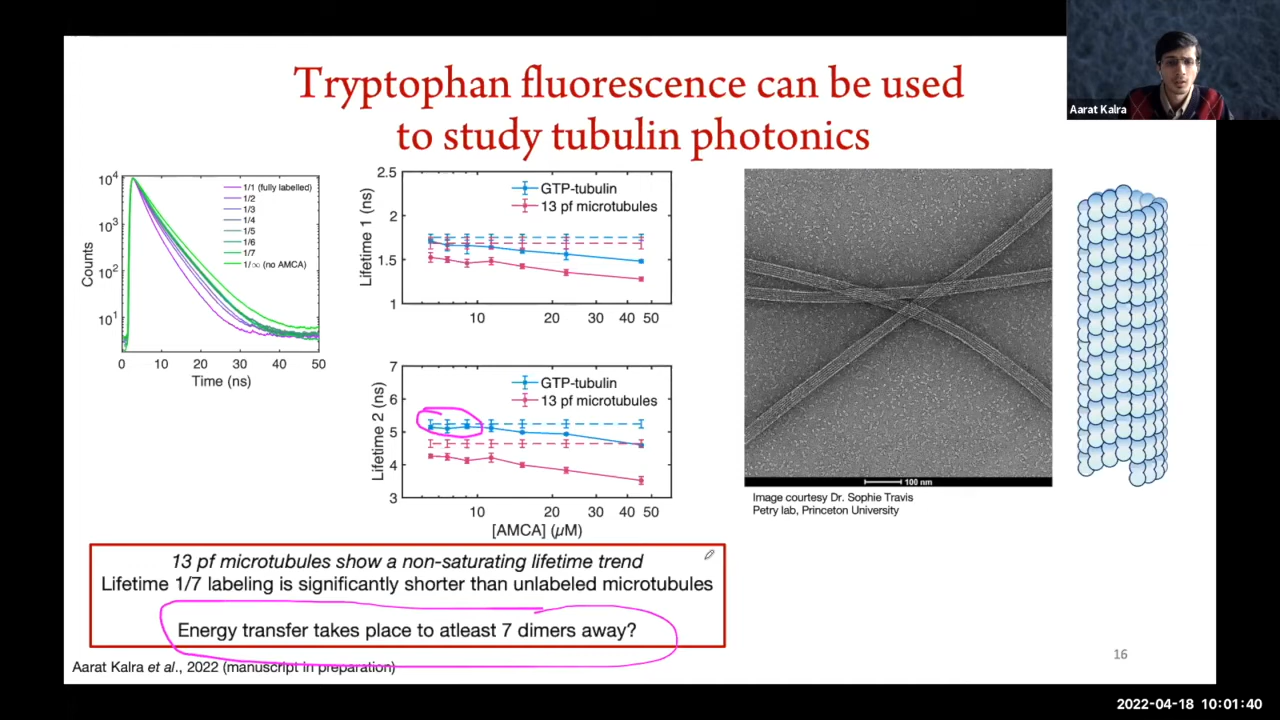 Aarat Kalra
Tryptophan fluorescence can be used
to study tubulin photonics
10⁴
10³
10²
10¹
Counts
0 10 20 30 40 50
Time (ns)
1/1 (fully labelled)
1/2
1/3
1/4
1/5
1/6
1/7
1/∞ (no AMCA)
2.5
2
1.5
1
Lifetime 1 (ns)
GTP-tubulin
13 pf microtubules
10 20 30 40 50
7
6
5
4
3
Lifetime 2 (ns)
GTP-tubulin
13 pf microtubules
10 20 30 40 50
[AMCA] (μM)
100 nm
Image courtesy Dr. Sophie Travis
Petry lab, Princeton University
13 pf microtubules show a non-saturating lifetime trend
Lifetime 1/7 labeling is significantly shorter than unlabeled microtubules
Energy transfer takes place to atleast 7 dimers away?
Aarat Kalra et al., 2022 (manuscript in preparation)
16
2022-04-18 10:01:40